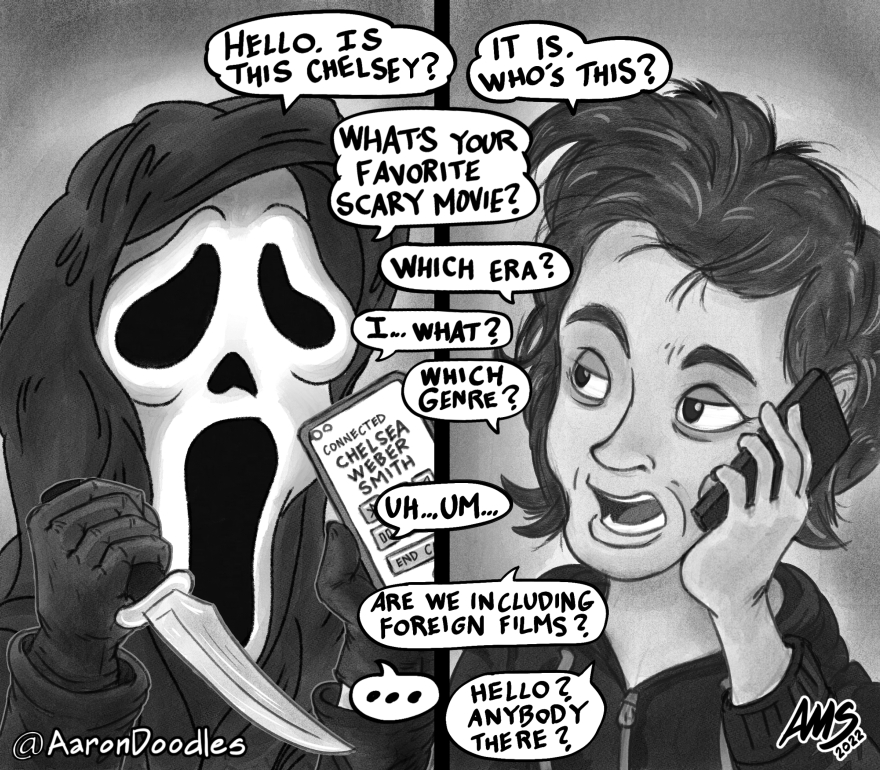 HELLO. IS
THIS CHELSEY?
IT IS.
WHO'S THIS?
WHAT'S YOUR
FAVORITE
SCARY MOVIE?
WHICH ERA?
I... WHAT?
WHICH
GENRE?
CONNECTED
CHELSEA
WEBER
SMITH
END C
UH...UM...
ARE WE INCLUDING
FOREIGN FILMS?
...
HELLO?
ANYBODY
THERE?
@AaronDoodles
AMS
2022